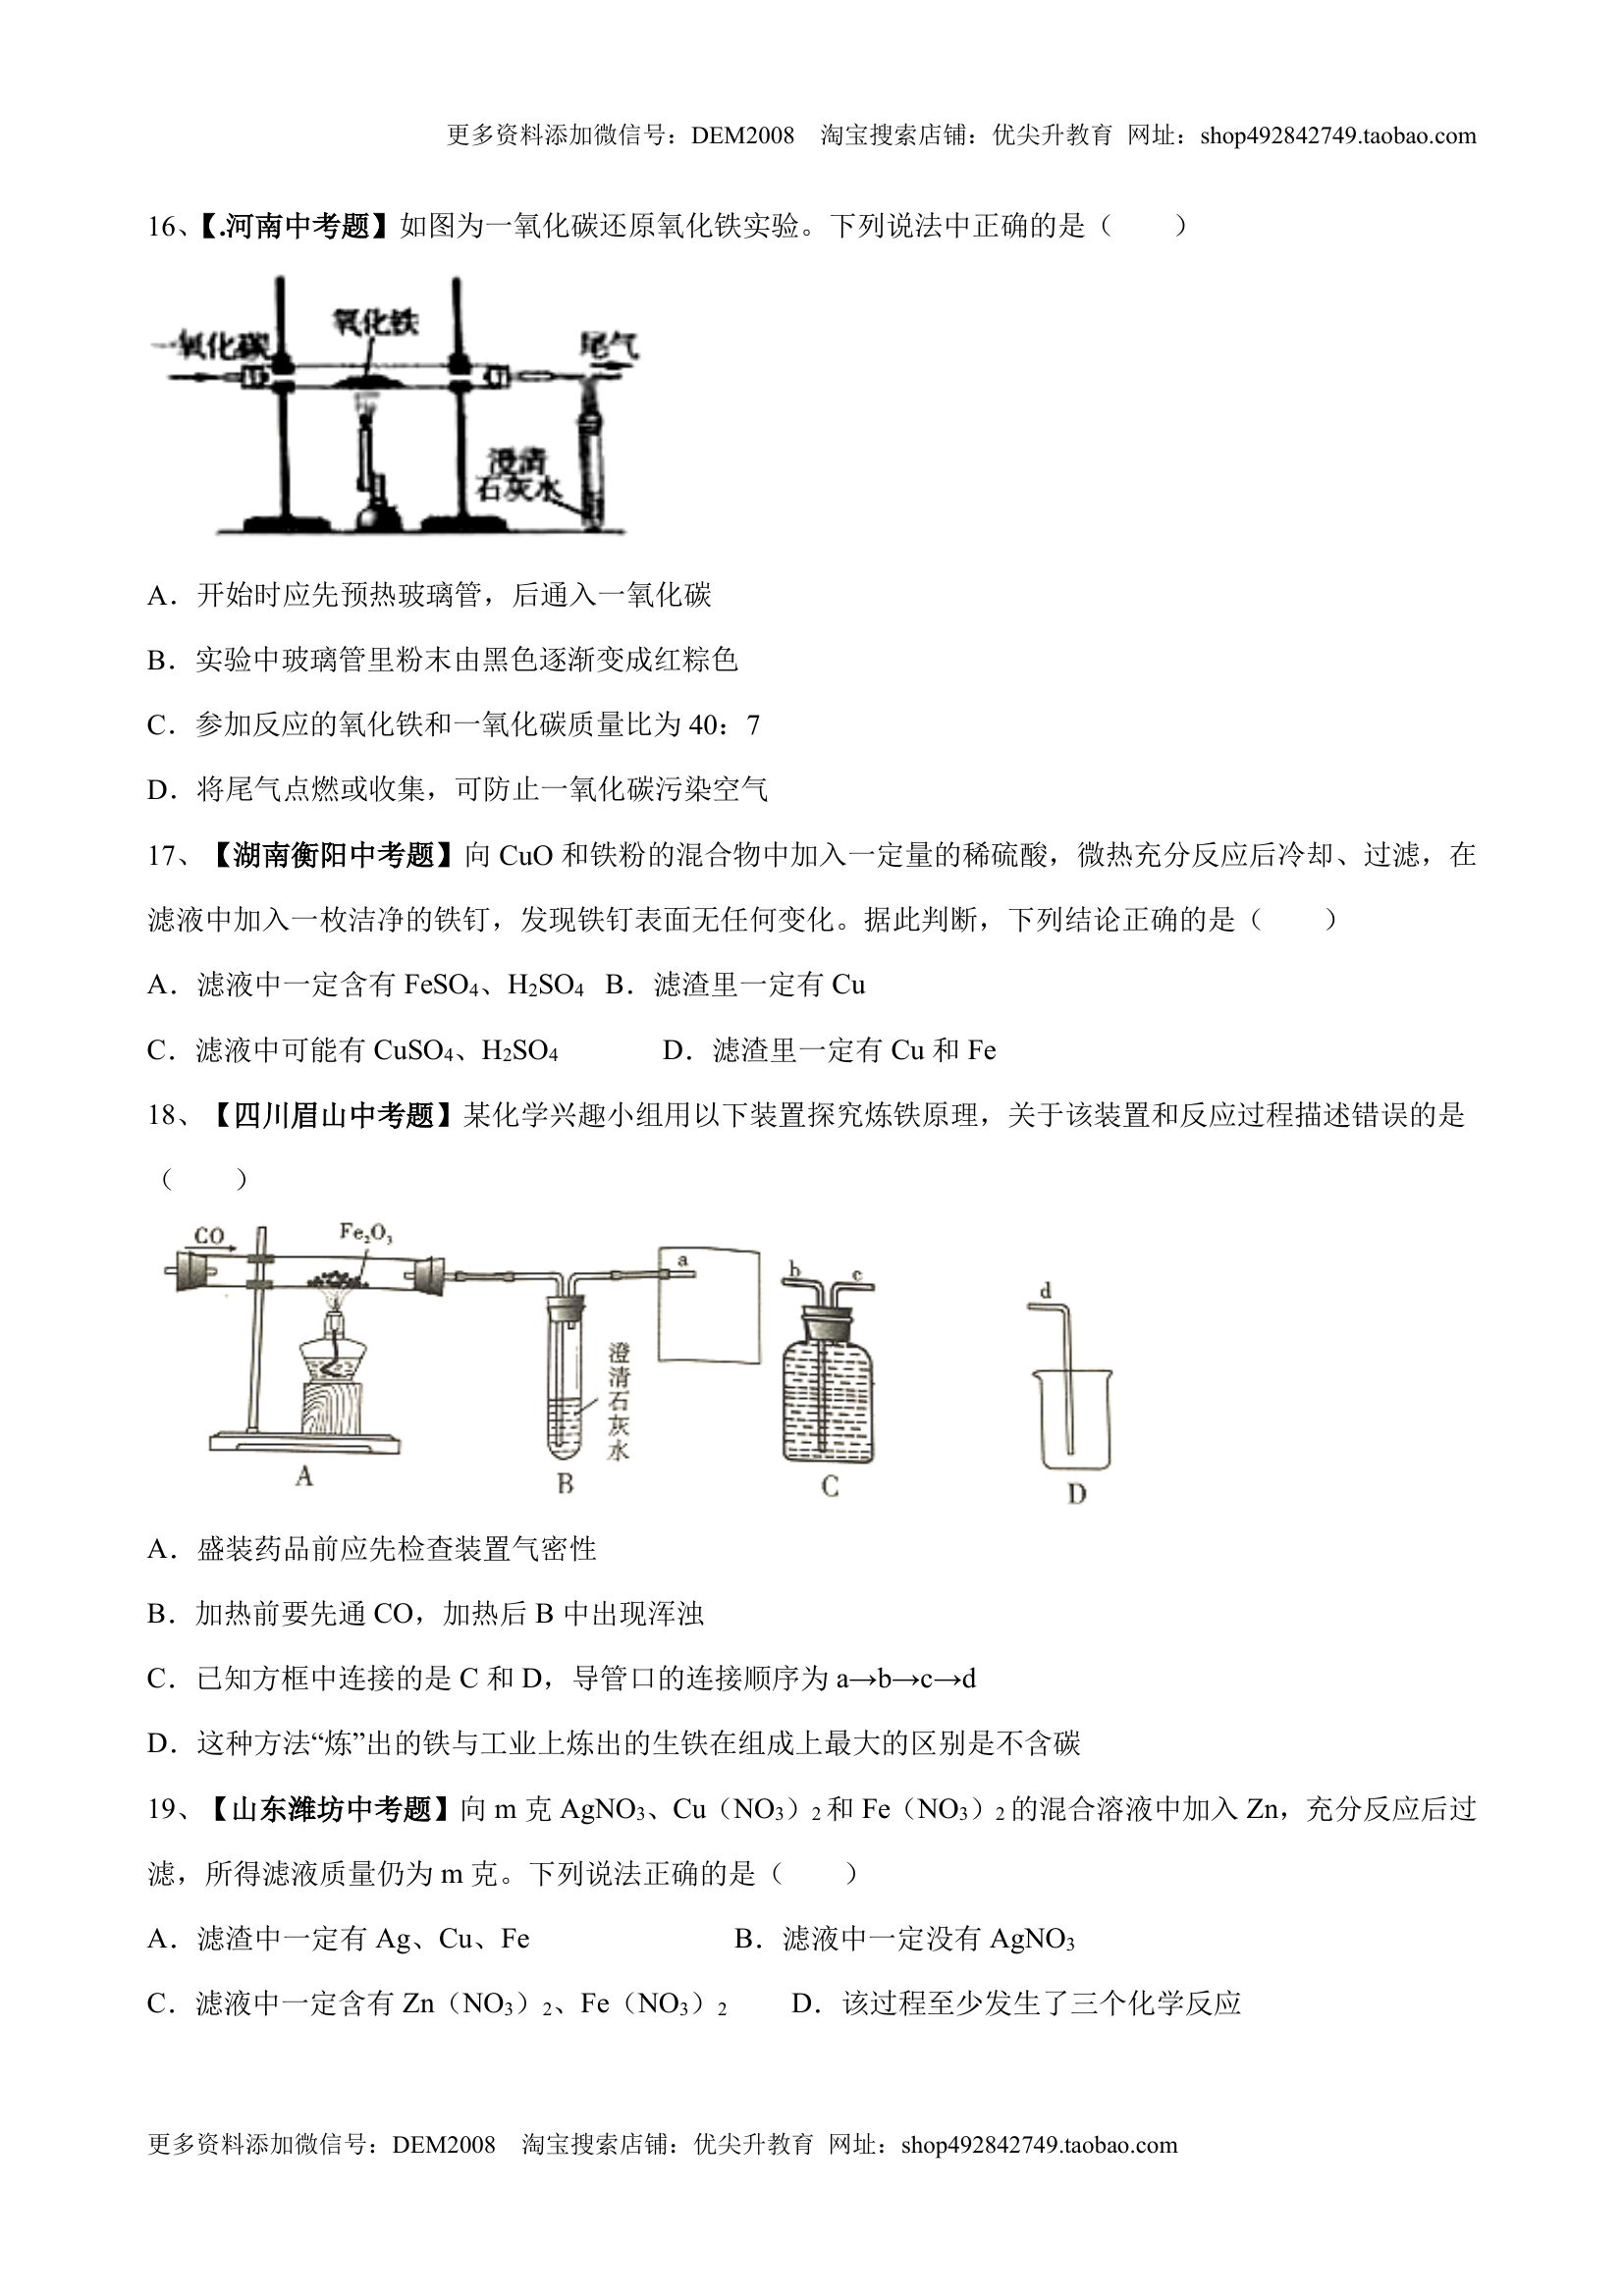 更多资料添加微信号：DEM2008　淘宝搜索店铺：优尖升教育 网址：shop492842749.taobao.com
16、【.河南中考题】如图为一氧化碳还原氧化铁实验。下列说法中正确的是（　　）
一氧化碳
氧化铁
尾气
澄清
石灰水
A．开始时应先预热玻璃管，后通入一氧化碳
B．实验中玻璃管里粉末由黑色逐渐变成红粽色
C．参加反应的氧化铁和一氧化碳质量比为 40：7
D．将尾气点燃或收集，可防止一氧化碳污染空气
17、【湖南衡阳中考题】向 CuO 和铁粉的混合物中加入一定量的稀硫酸，微热充分反应后冷却、过滤，在
滤液中加入一枚洁净的铁钉，发现铁钉表面无任何变化。据此判断，下列结论正确的是（　　）
A．滤液中一定含有 FeSO₄、H₂SO₄ B．滤渣里一定有 Cu
C．滤液中可能有 CuSO₄、H₂SO₄　　D．滤渣里一定有 Cu 和 Fe
18、【四川眉山中考题】某化学兴趣小组用以下装置探究炼铁原理，关于该装置和反应过程描述错误的是
（　　）
CO
Fe₂O₃
a
b
c
d
澄清石灰水
A
B
C
D
A．盛装药品前应先检查装置气密性
B．加热前要先通 CO，加热后 B 中出现浑浊
C．已知方框中连接的是 C 和 D，导管口的连接顺序为 a→b→c→d
D．这种方法“炼”出的铁与工业上炼出的生铁在组成上最大的区别是不含碳
19、【山东潍坊中考题】向 m 克 AgNO₃、Cu（NO₃）₂和 Fe（NO₃）₂的混合溶液中加入 Zn，充分反应后过
滤，所得滤液质量仍为 m 克。下列说法正确的是（　　）
A．滤渣中一定有 Ag、Cu、Fe　　B．滤液中一定没有 AgNO₃
C．滤液中一定含有 Zn（NO₃）₂、Fe（NO₃）₂　　D．该过程至少发生了三个化学反应
更多资料添加微信号：DEM2008　淘宝搜索店铺：优尖升教育 网址：shop492842749.taobao.com